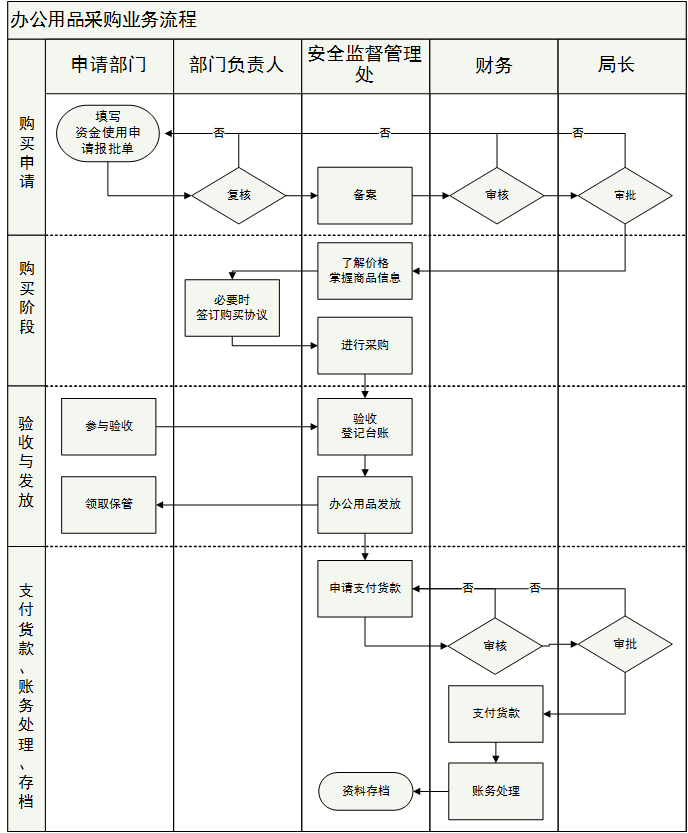 办公用品采购业务流程
申请部门
部门负责人
安全监督管理
处
财务
局长
购
买
申
请
填写
资金使用申
请报批单
否
否
否
复核
备案
审核
审批
购
买
阶
段
了解价格
掌握商品信息
必要时
签订购买协议
进行采购
验
收
与
发
放
参与验收
验收
登记台账
领取保管
办公用品发放
支
付
货
款
、
账
务
处
理
、
存
档
申请支付货款
否
否
审核
审批
支付货款
资料存档
账务处理